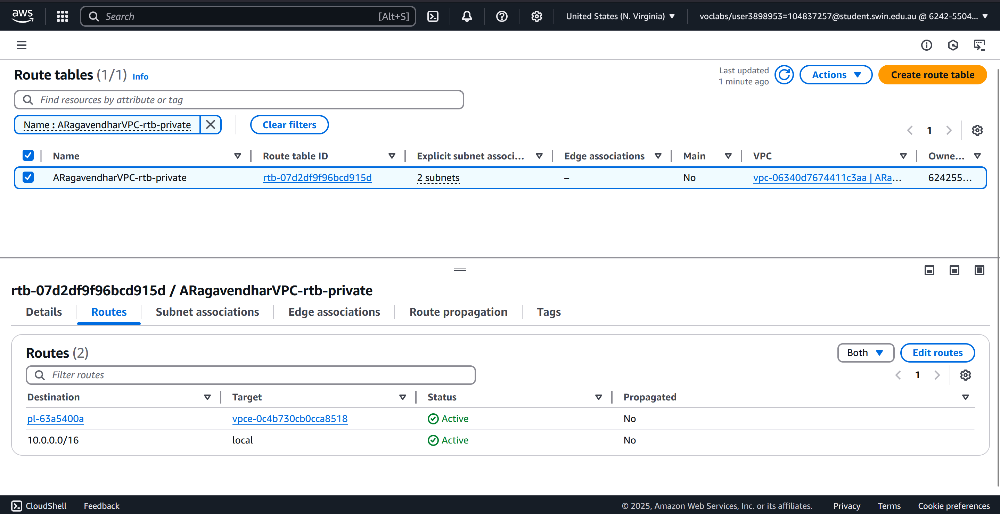 aws
Search [Alt+S]
United States (N. Virginia)
voclabs/user3898953=104837257@student.swin.edu.au @ 6242-5504...
Route tables (1/1) Info
Last updated
1 minute ago
Actions
Create route table
Find resources by attribute or tag
Name : ARagavendharVPC-rtb-private
Clear filters
1
Name Route table ID Explicit subnet associ... Edge associations Main VPC Owne...
ARagavendharVPC-rtb-private rtb-07d2df9f96bcd915d 2 subnets – No vpc-06340d7674411c3aa | ARa... 624255...
rtb-07d2df9f96bcd915d / ARagavendharVPC-rtb-private
Details Routes Subnet associations Edge associations Route propagation Tags
Routes (2)
Both
Edit routes
Filter routes
1
Destination Target Status Propagated
pl-63a5400a vpce-0c4b730cb0cca8518 Active No
10.0.0.0/16 local Active No
CloudShell Feedback © 2025, Amazon Web Services, Inc. or its affiliates. Privacy Terms Cookie preferences